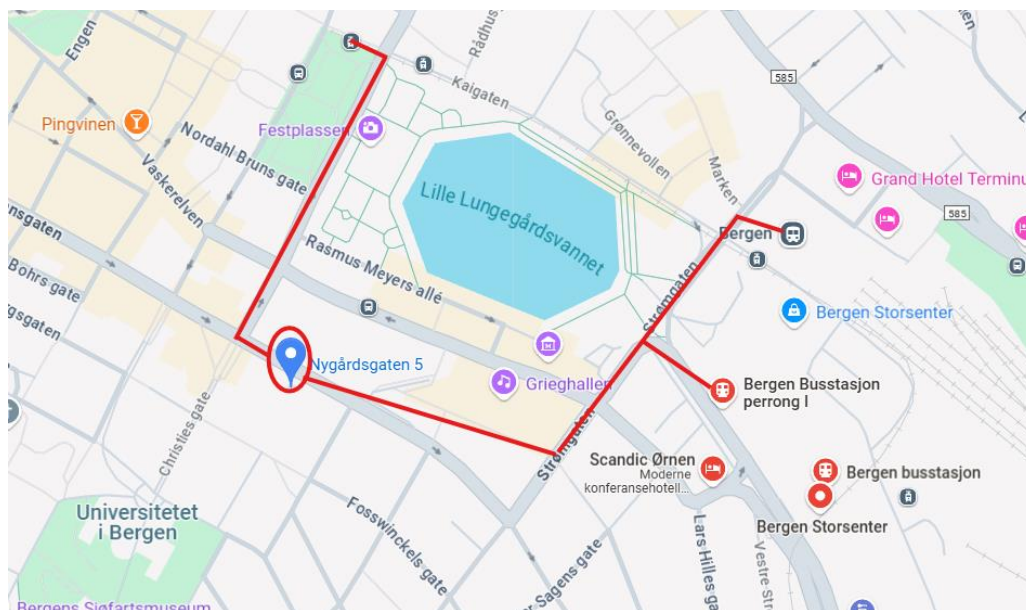 Engen
Rådhus
585
Kaigaten
Pingvinen
Festplassen
Grønnevollen
Nordahl Bruns gate
Marken
Vaskerelven
Lille Lungegårdsvannet
Grand Hotel Terminu
585
Bergen
nsgaten
Rasmus Meyers allé
Bohrs gate
Strømgaten
Bergen Storsenter
gsgaten
Nygårdsgaten 5
Grieghallen
Bergen Busstasjon
perrong I
Christies gate
Strømgaten
Scandic Ørnen
Moderne
konferansehotell...
Bergen busstasjon
Bergen Storsenter
Universitetet
i Bergen
Fosswinckels gate
Lars Hilles ga
Vestre Str
er Sagens gate
Bergens Sjøfartsmuseum